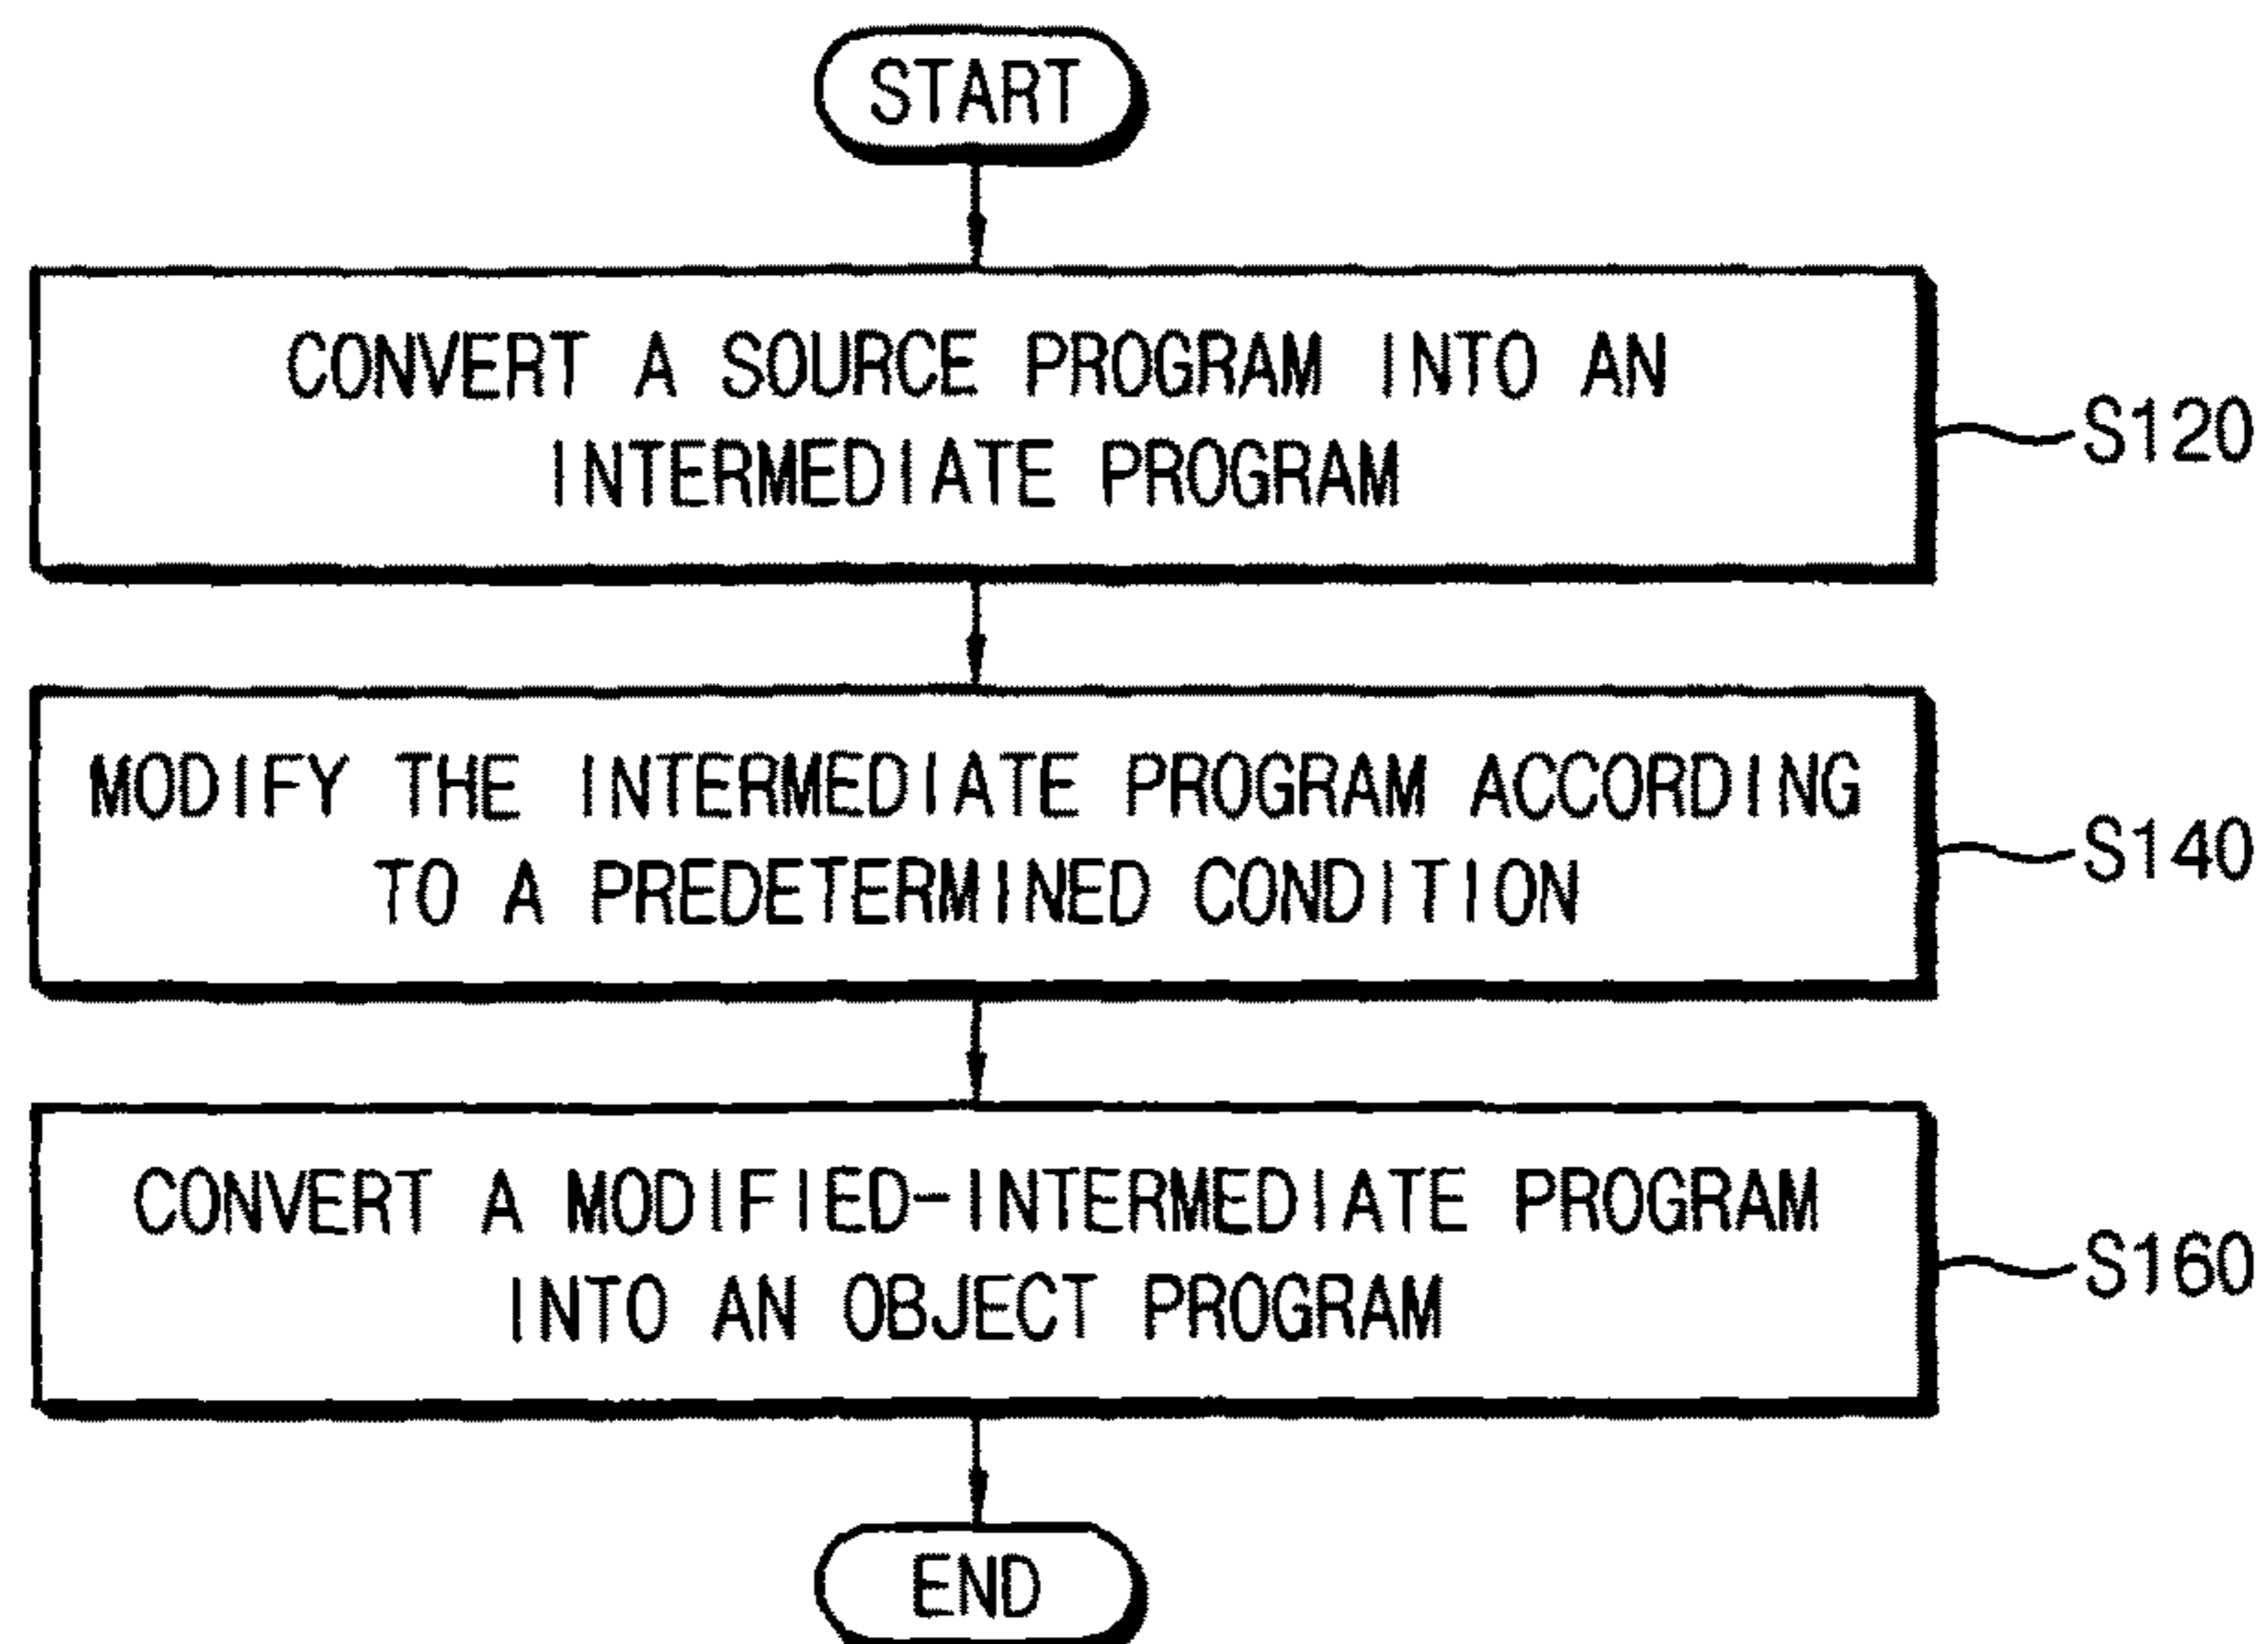 START
CONVERT A SOURCE PROGRAM INTO AN
INTERMEDIATE PROGRAM
S120
MODIFY THE INTERMEDIATE PROGRAM ACCORDING
TO A PREDETERMINED CONDITION
S140
CONVERT A MODIFIED-INTERMEDIATE PROGRAM
INTO AN OBJECT PROGRAM
S160
END